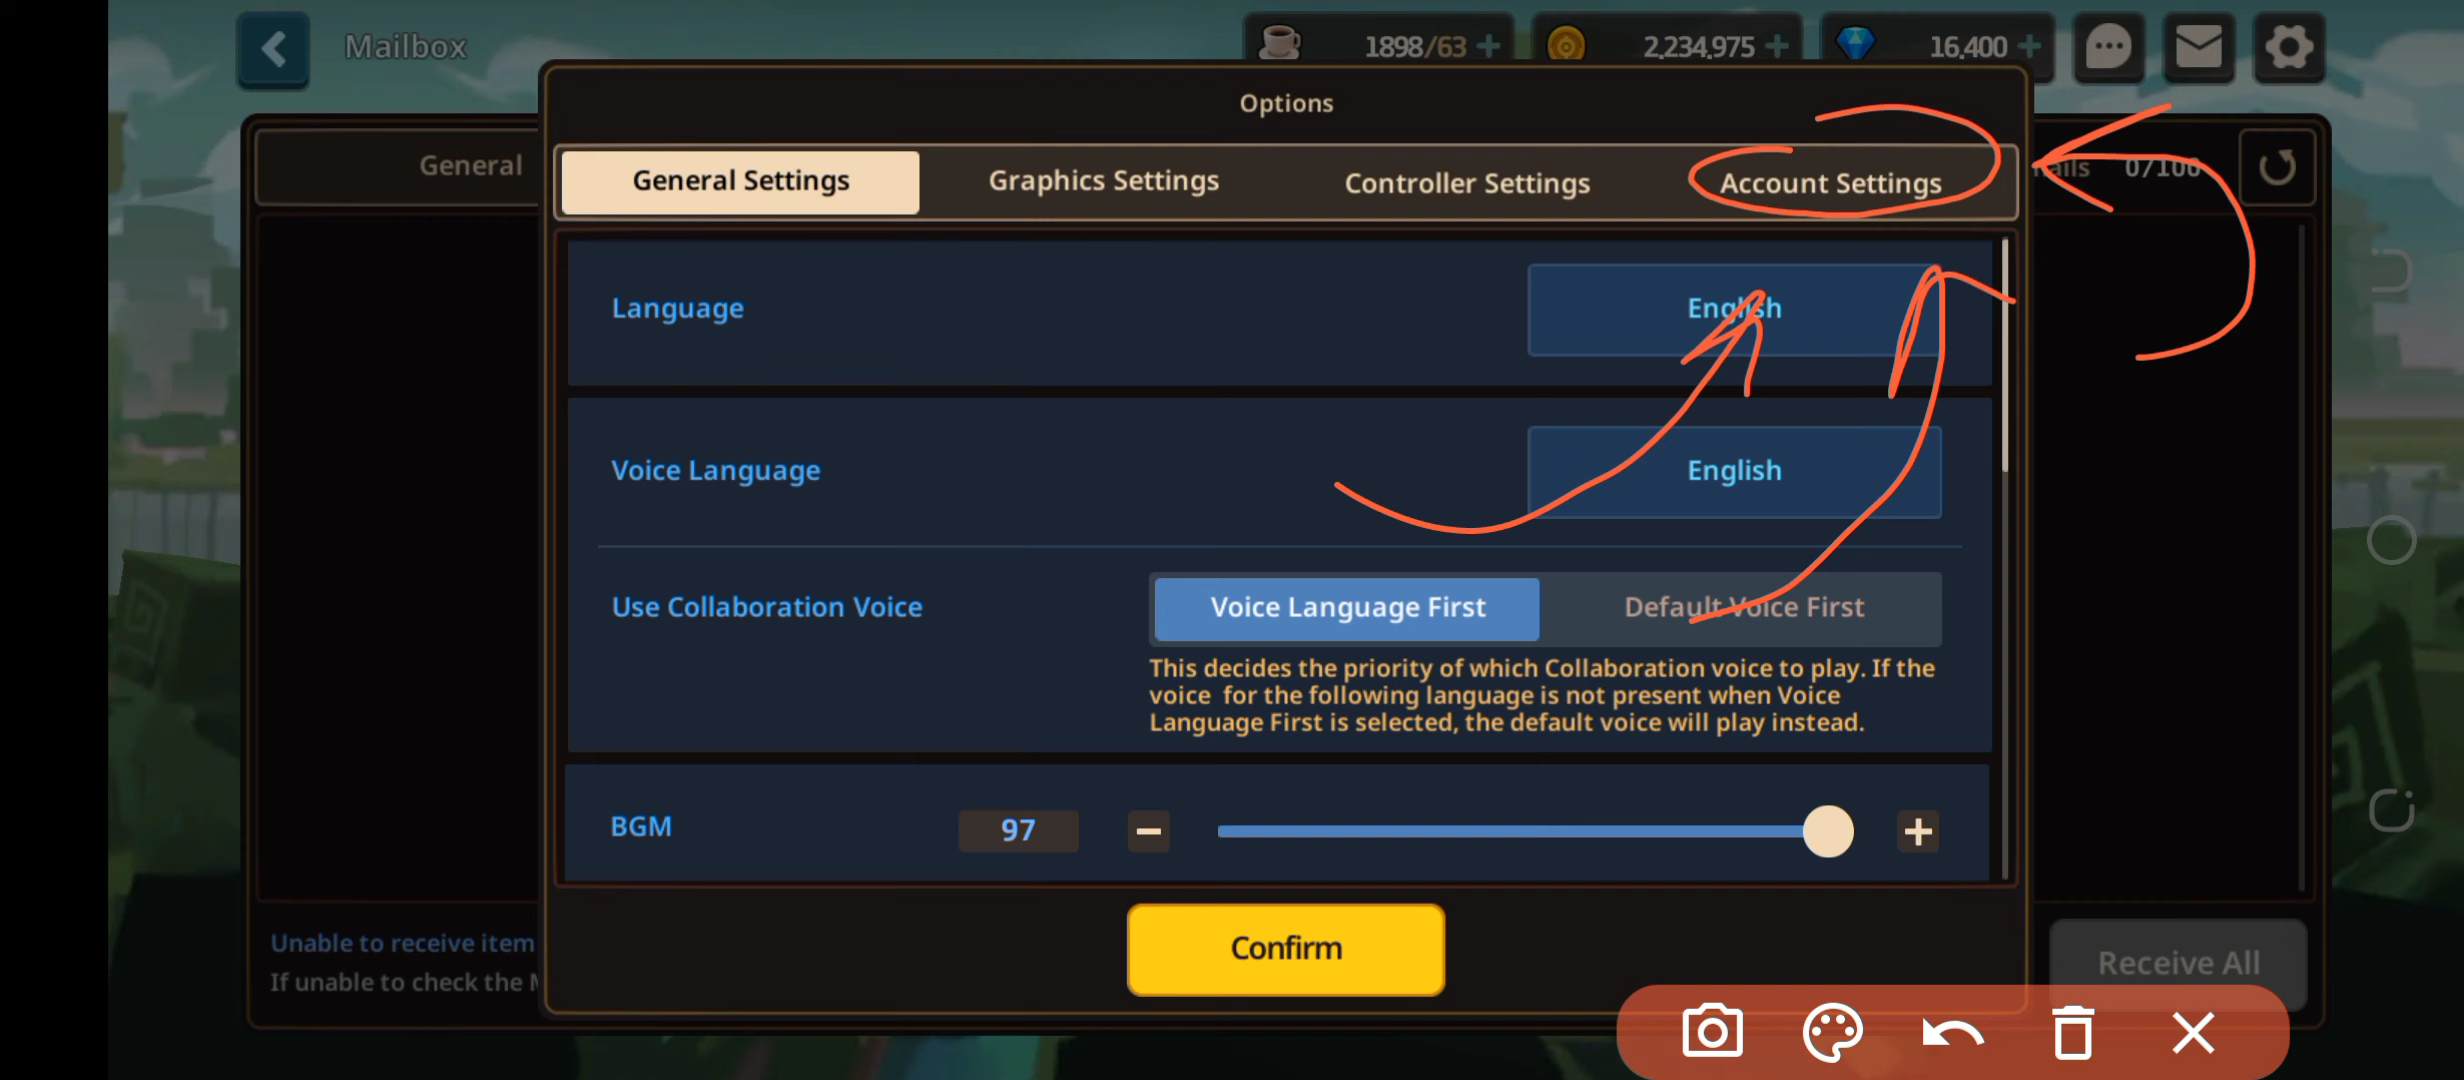 Mailbox
1898/63
2,234,975
16,400
Options
General
General Settings
Graphics Settings
Controller Settings
Account Settings
0/100
Language
English
Voice Language
English
Use Collaboration Voice
Voice Language First
Default Voice First
This decides the priority of which Collaboration voice to play. If the
voice for the following language is not present when Voice
Language First is selected, the default voice will play instead.
BGM
97
Unable to receive item
If unable to check the
Confirm
Receive All